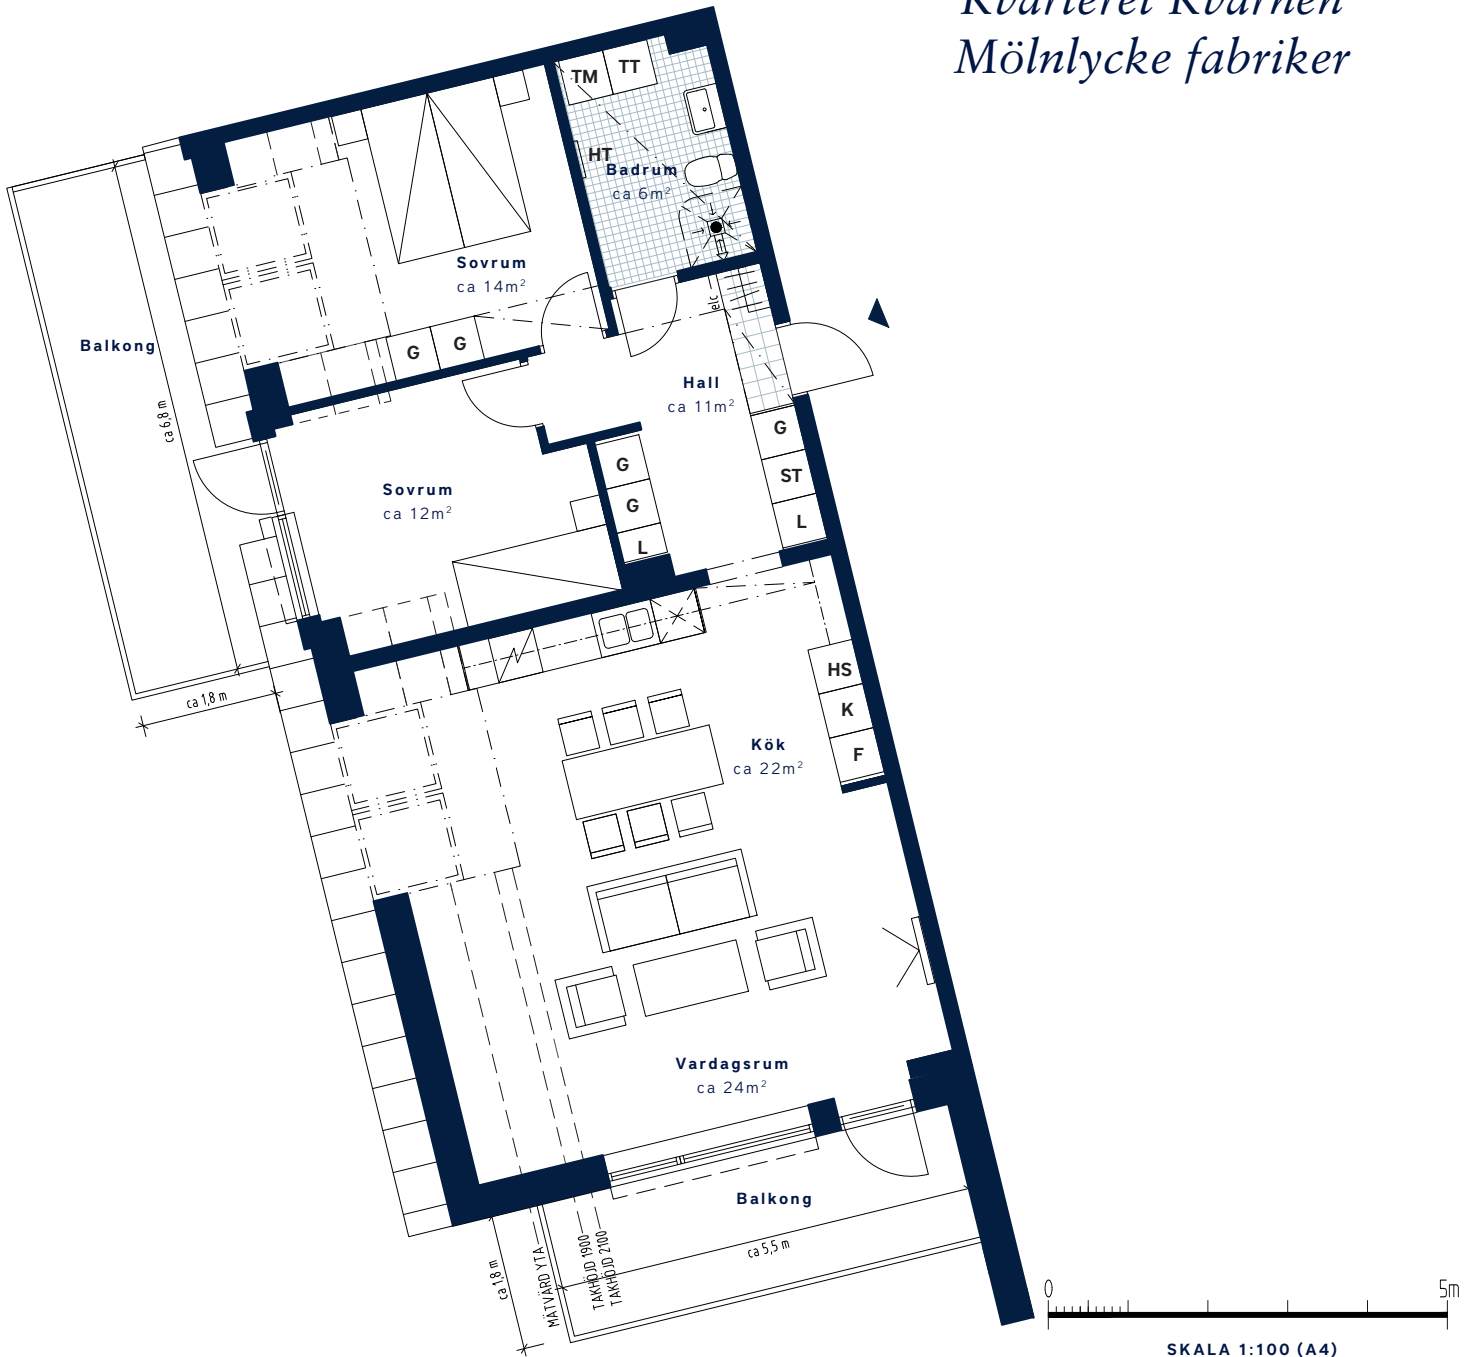 Kvarteret Kvarnen
Mölnlycke fabriker
TM
TT
HT
Badrum
ca 6m²
Sovrum
ca 14m²
Balkong
G
G
elc
Hall
ca 11m²
ca 6,8 m
G
ST
L
G
G
L
Sovrum
ca 12m²
ca 1,8 m
HS
K
F
Kök
ca 22m²
Vardagsrum
ca 24m²
Balkong
ca 5,5 m
ca 1,8 m
MÄTVÄRD YTA
TAKHÖJD 1900
TAKHÖJD 2100
0
5m
SKALA 1:100 (A4)